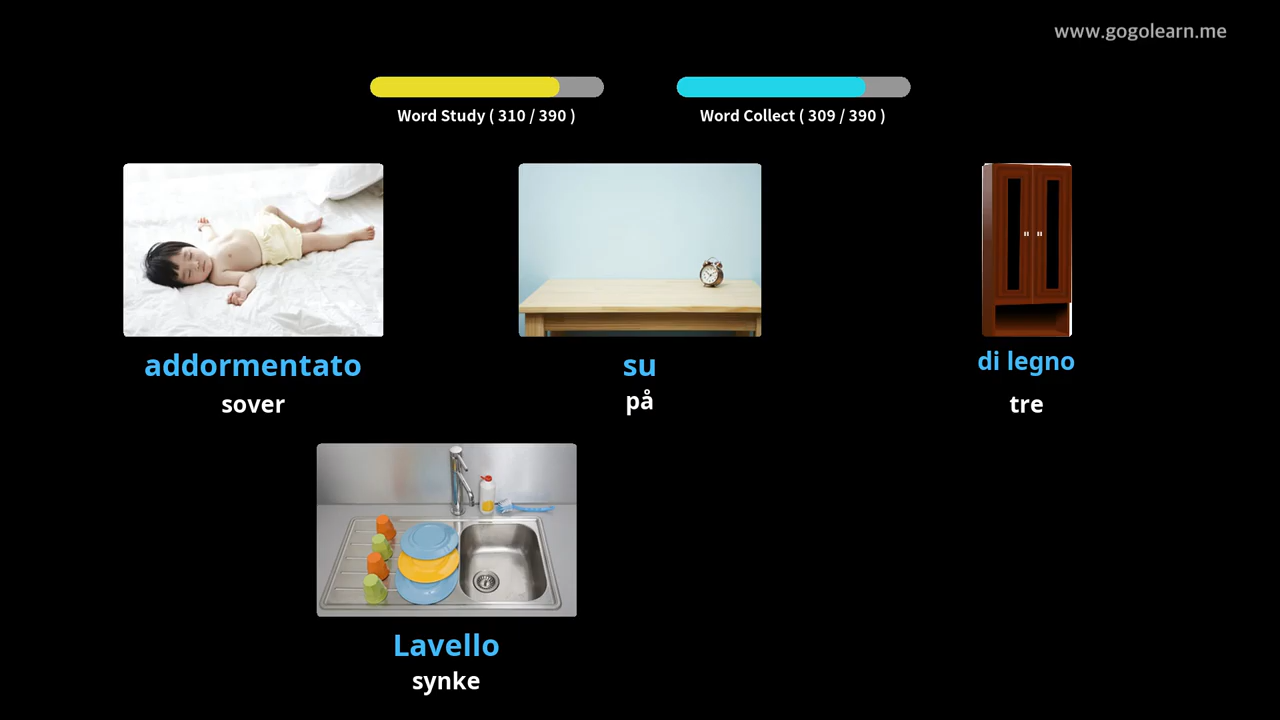 www.gogolearn.me
Word Study ( 310 / 390 )
Word Collect ( 309 / 390 )
addormentato
su
di legno
sover
på
tre
Lavello
synke